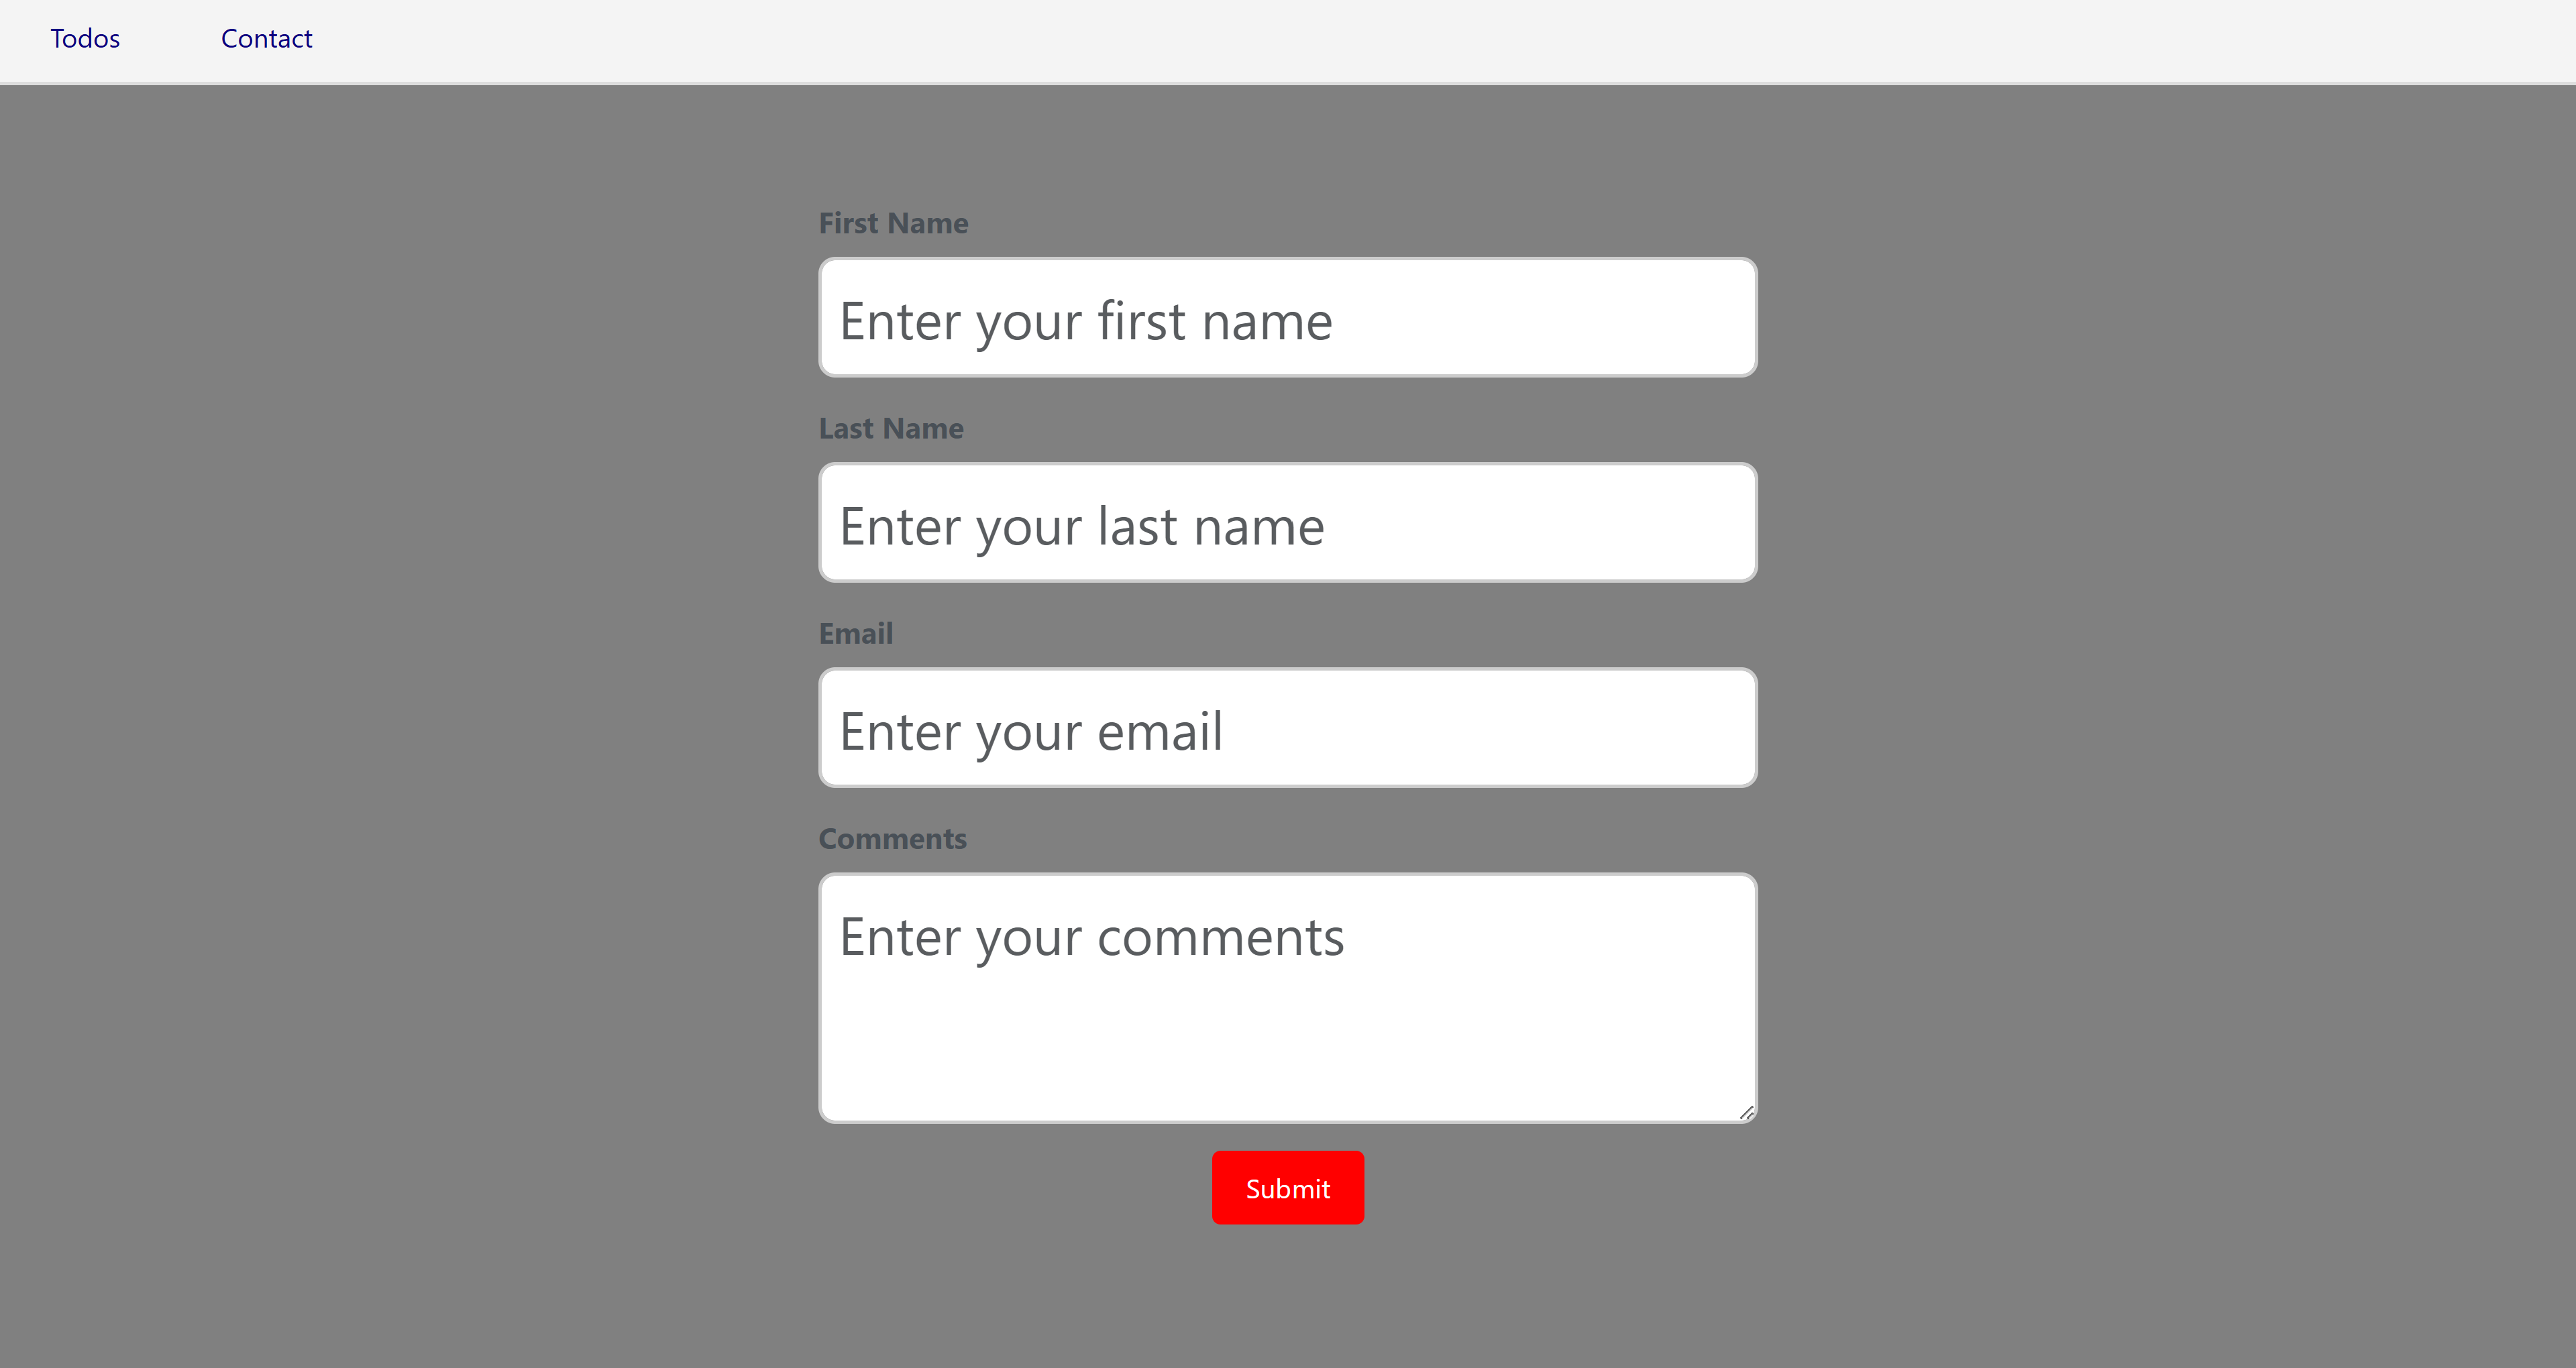 Todos Contact
First Name
Enter your first name
Last Name
Enter your last name
Email
Enter your email
Comments
Enter your comments
Submit